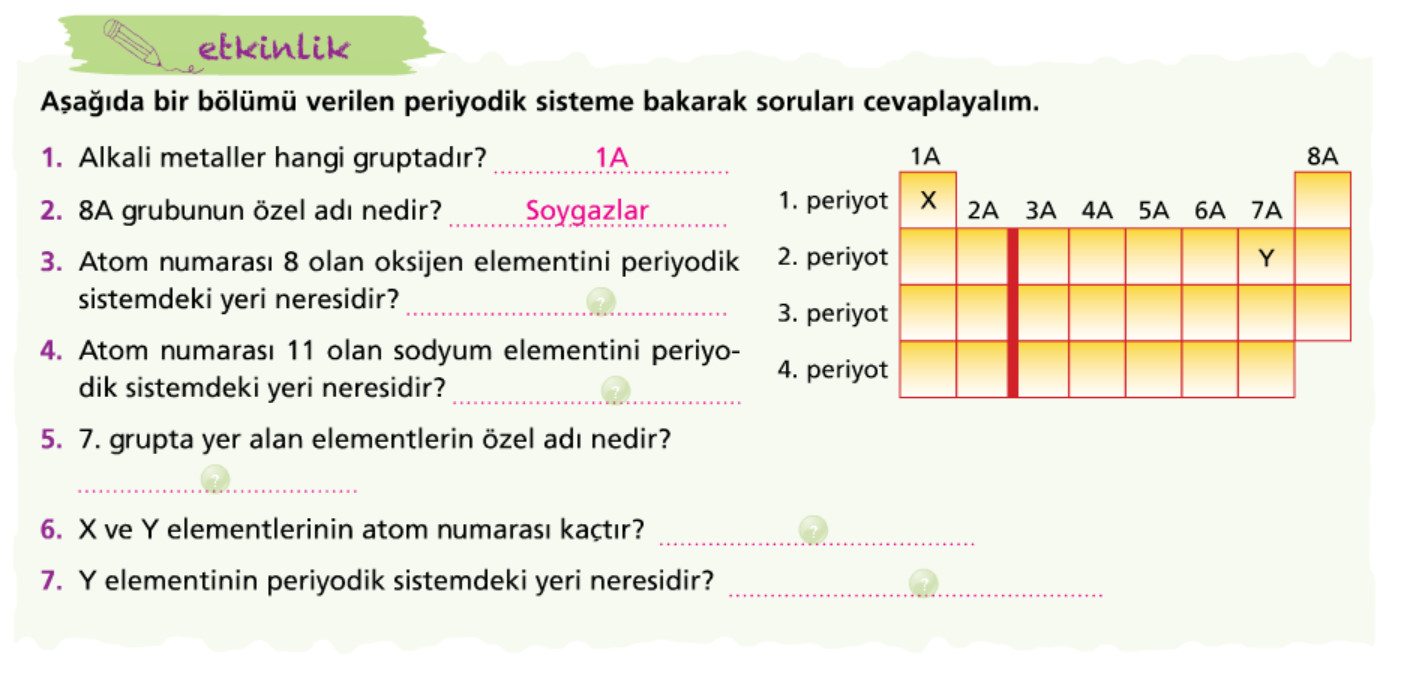 etkinlik
Aşağıda bir bölümü verilen periyodik sisteme bakarak soruları cevaplayalım.
1. Alkali metaller hangi gruptadır? 1A
2. 8A grubunun özel adı nedir? Soygazlar
3. Atom numarası 8 olan oksijen elementini periyodik
sistemdeki yeri neresidir? ?
4. Atom numarası 11 olan sodyum elementini periyo-
dik sistemdeki yeri neresidir? ?
5. 7. grupta yer alan elementlerin özel adı nedir?
?
6. X ve Y elementlerinin atom numarası kaçtır? ?
7. Y elementinin periyodik sistemdeki yeri neresidir? ?
1A 8A
1. periyot X 2A 3A 4A 5A 6A 7A
2. periyot Y
3. periyot
4. periyot